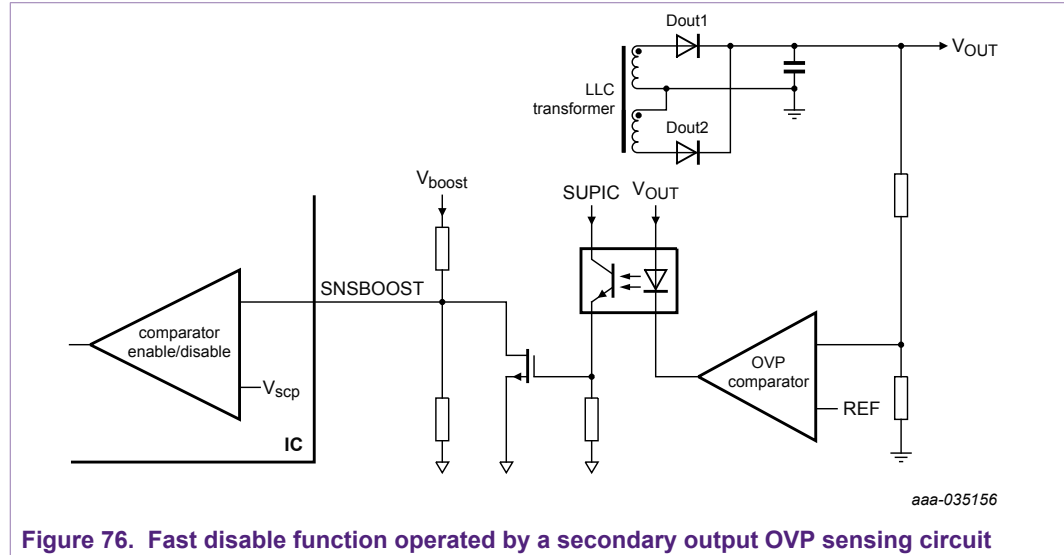 Dout1
VOUT
LLC
transformer
Dout2
Vboost
SUPIC
VOUT
SNSBOOST
comparator
enable/disable
Vscp
IC
OVP
comparator
REF
aaa-035156
Figure 76. Fast disable function operated by a secondary output OVP sensing circuit